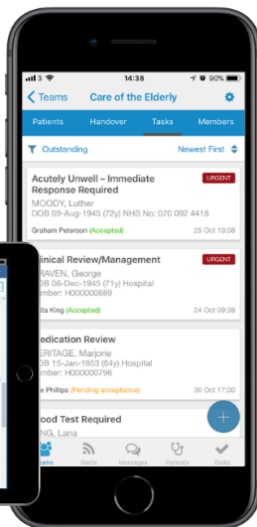 3 14:38 90%
Teams Care of the Elderly
Patients Handover Tasks Members
Outstanding Newest First
Acutely Unwell – Immediate URGENT
Response Required
MOODY, Luther
DOB 09-Aug-1945 (72y) NHS No: 070 092 4418
Graham Peterson (Accepted) 25 Oct 10:08
linical Review/Management URGENT
RAVEN, George
OB 06-Dec-1945 (71y) Hospital
mber: H000000889
ita King (Accepted) 24 Oct 09:38
edication Review
ERITAGE, Marjorie
OB 15-Jan-1953 (64y) Hospital
mber: H000000796
Phillips (Pending acceptance) 30 Oct 17:00
ood Test Required
NG, Lana
eams Alerts Messages Patients Tasks